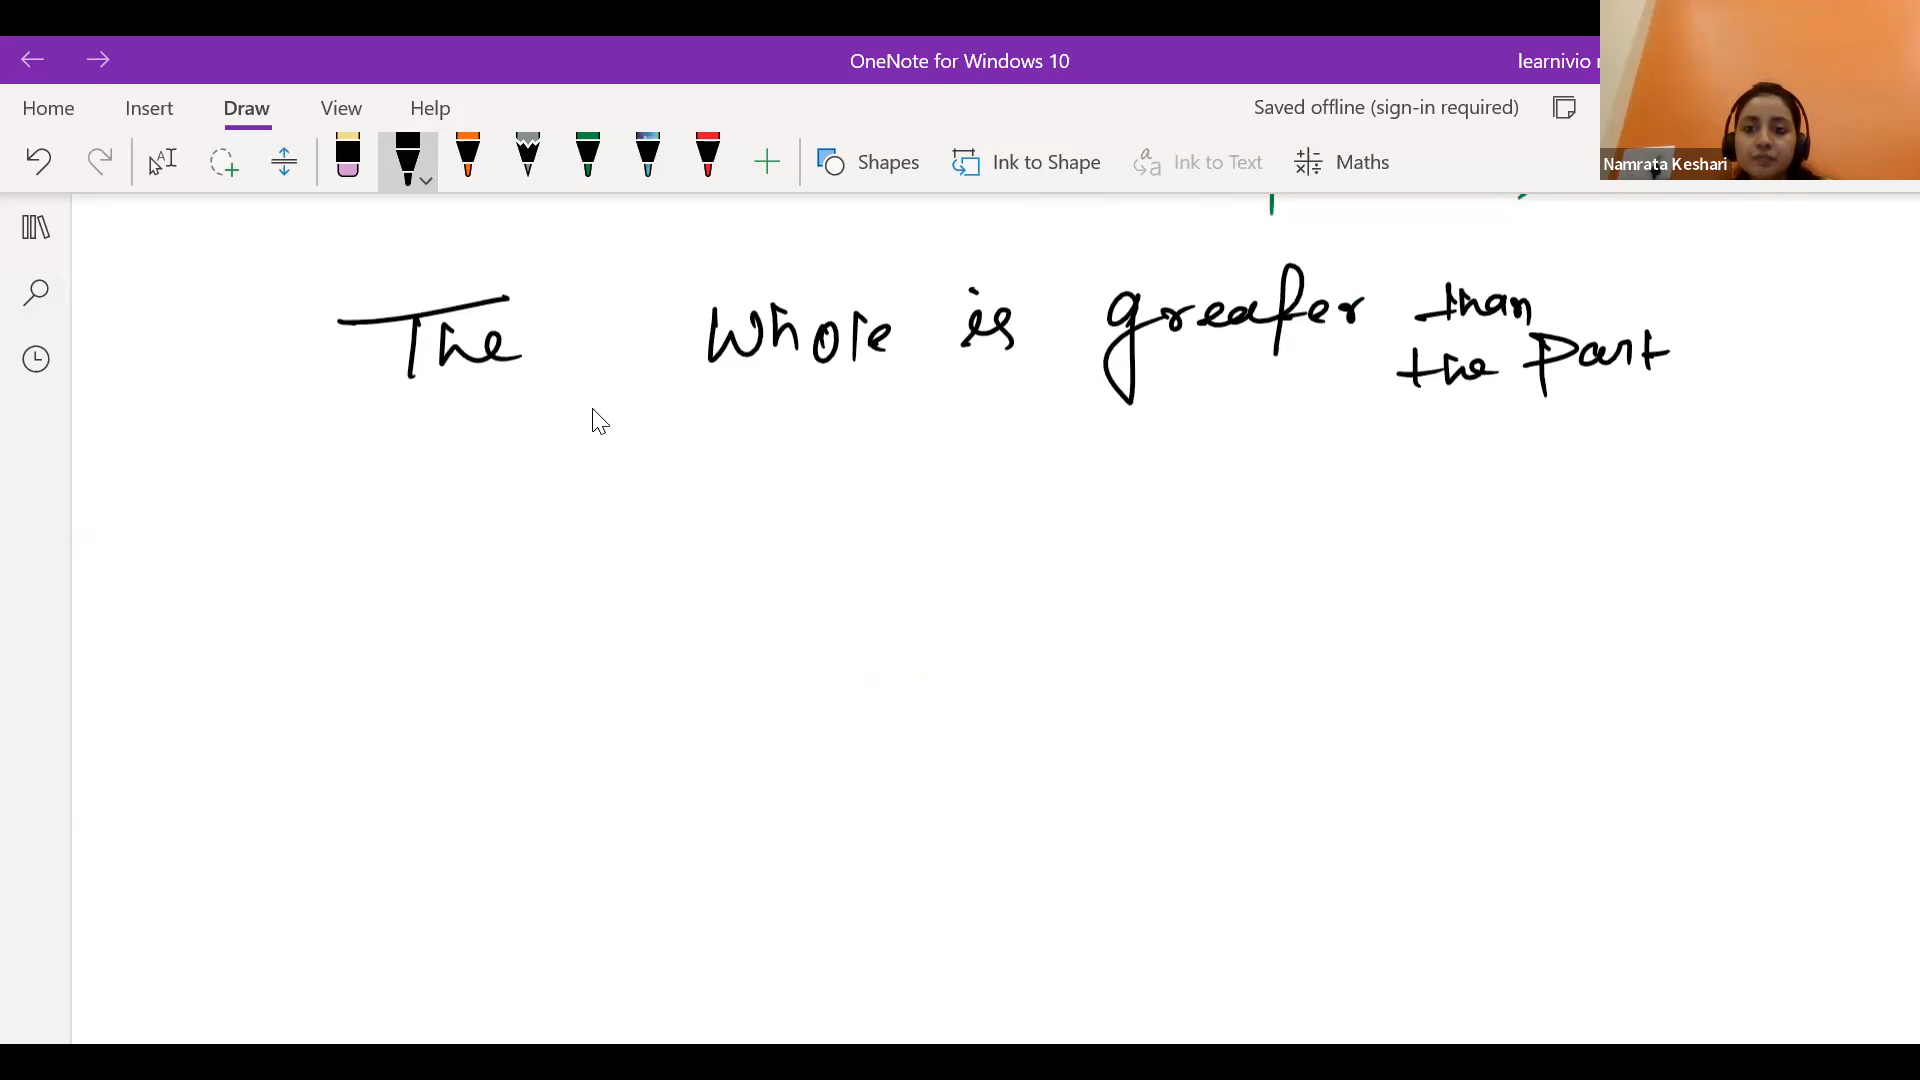 OneNote for Windows 10
learnivio
Home Insert Draw View Help
Saved offline (sign-in required)
Shapes Ink to Shape Ink to Text Maths
Namrata Keshari
The Whole is greater than
the Part